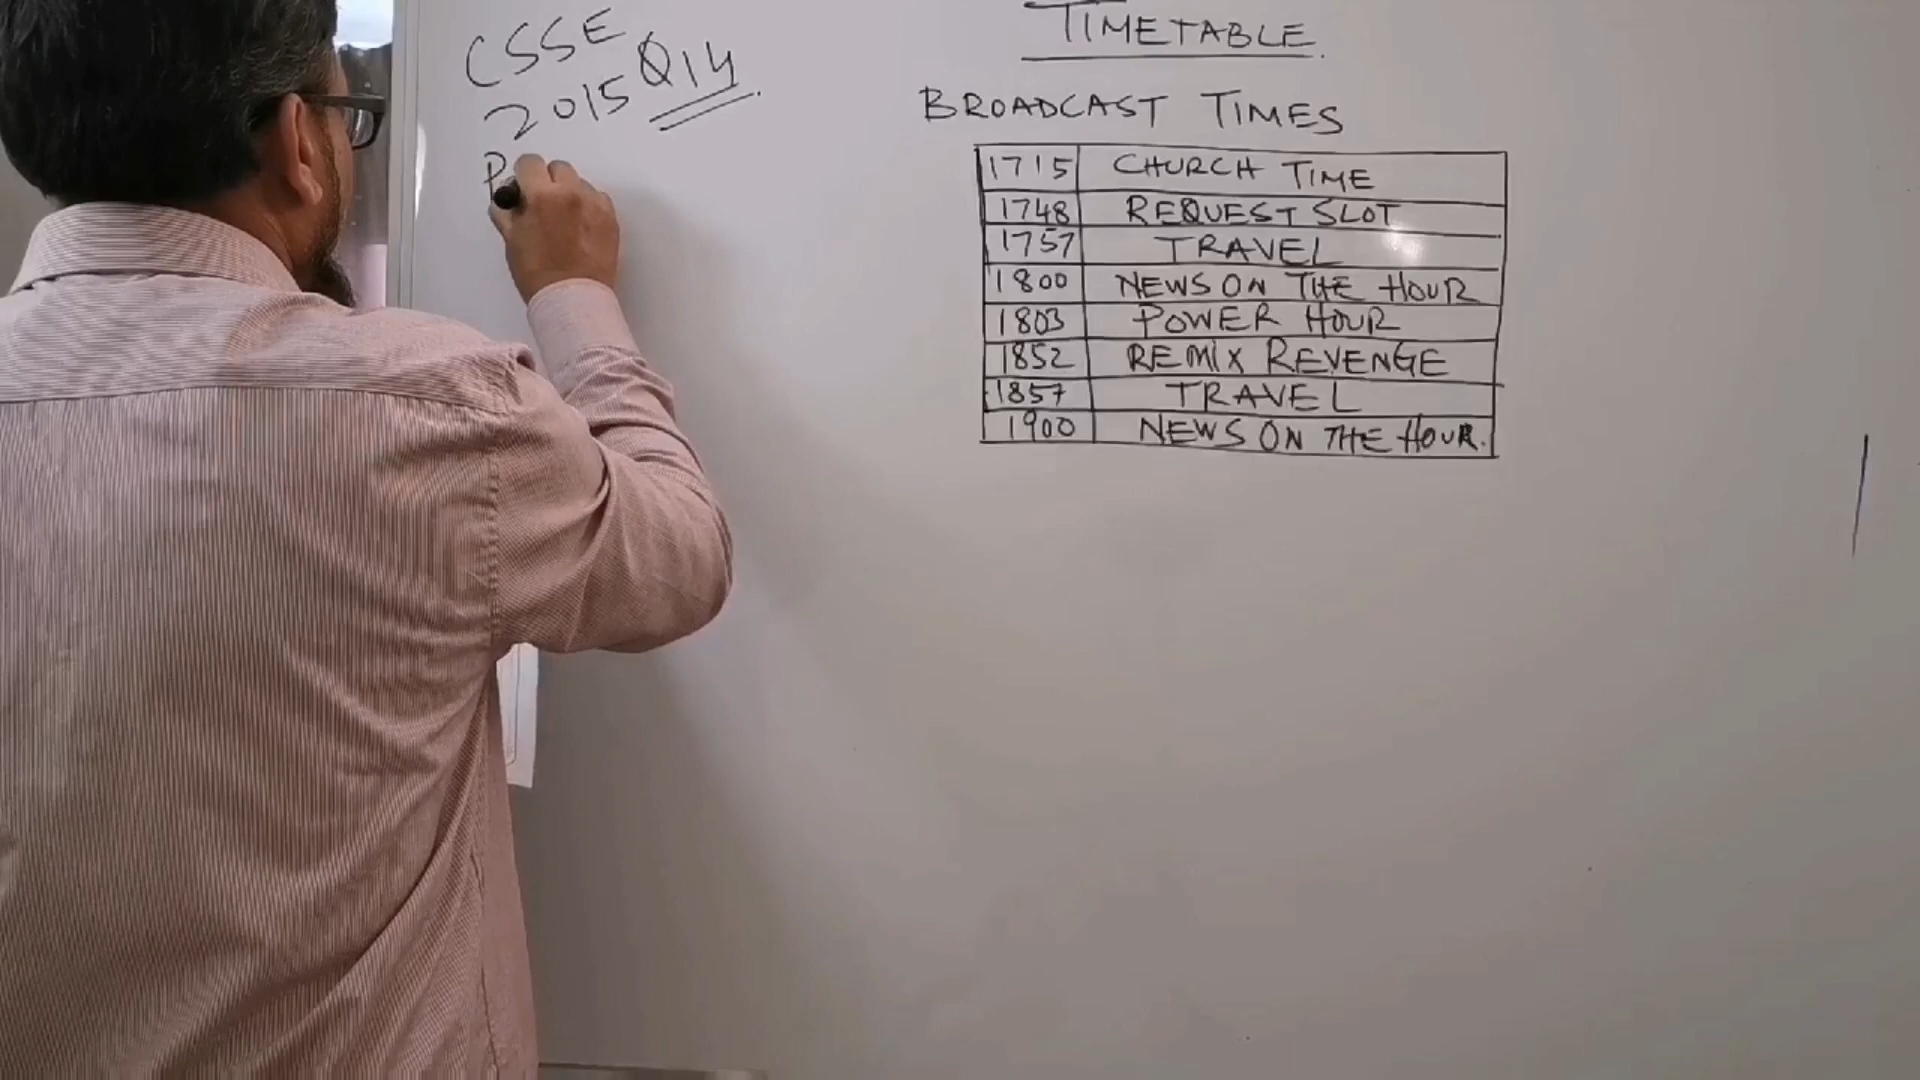 CSSE
2015 Q14
P
TIMETABLE.
BROADCAST TIMES
1715 CHURCH TIME
1748 REQUEST SLOT
1757 TRAVEL
1800 NEWS ON THE HOUR
1803 POWER HOUR
1852 REMIX REVENGE
1857 TRAVEL
1900 NEWS ON THE HOUR.